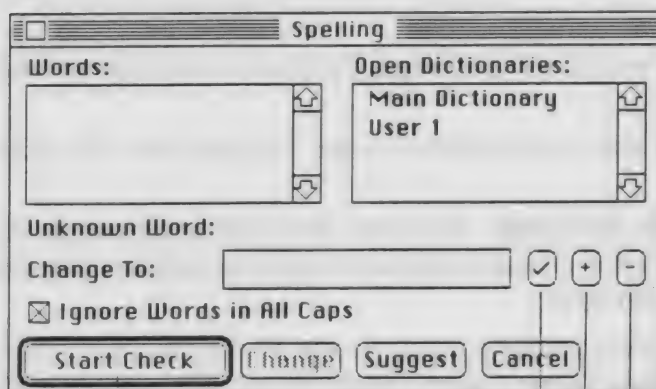 Spelling
Words:
Open Dictionaries:
Main Dictionary
User 1
Unknown Word:
Change To:
✓ + -
Ignore Words in All Caps
Start Check Change Suggest Cancel